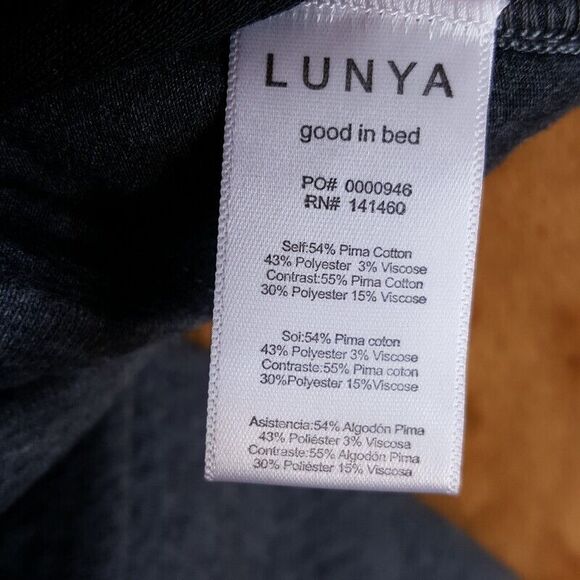 LUNYA
good in bed
PO# 0000946
RN# 141460
Self:54% Pima Cotton
43% Polyester 3% Viscose
Contrast:55% Pima Cotton
30% Polyester 15% Viscose
Soi:54% Pima coton
43% Polyester 3% Viscose
Contraste:55% Pima coton
30%Polyester 15%Viscose
Asistencia:54% Algodón Pima
43% Poliéster 3% Viscosa
Contraste:55% Algodón Pima
30% Poliéster 15% Viscosa